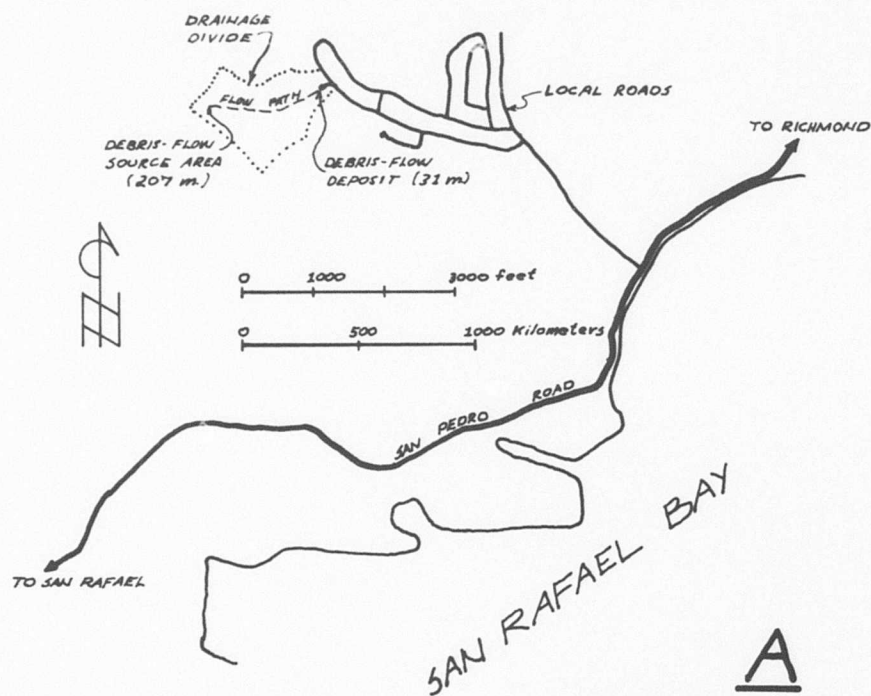 DRAINAGE
DIVIDE
LOCAL ROADS
FLOW PATH
TO RICHMOND
DEBRIS-FLOW
SOURCE AREA
(207 m.)
DEBRIS-FLOW
DEPOSIT (31 m)
0 1000 3000 feet
0 500 1000 Kilometers
SAN PEDRO ROAD
TO SAN RAFAEL
SAN RAFAEL BAY
A